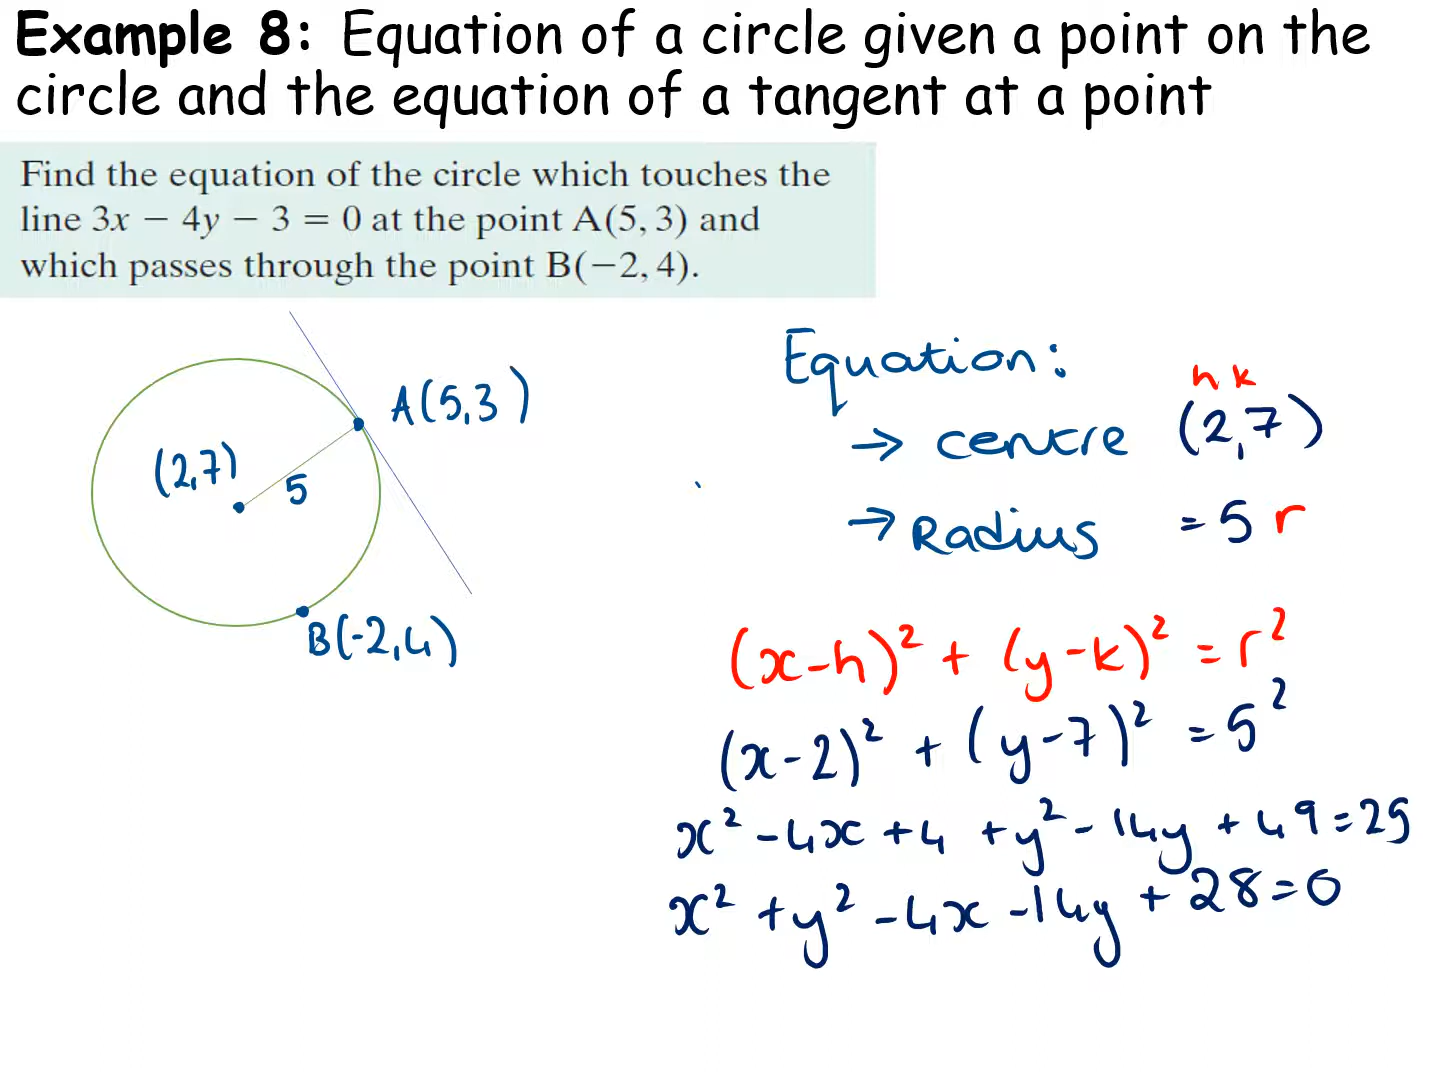 Example 8: Equation of a circle given a point on the
circle and the equation of a tangent at a point
Find the equation of the circle which touches the
line 3x − 4y − 3 = 0 at the point A(5, 3) and
which passes through the point B(−2, 4).
A(5,3)
(2,7)
5
B(-2,4)
Equation:
h k
→ centre (2,7)
→ Radius = 5 r
(x-h)² + (y-k)² = r²
(x-2)² + (y-7)² = 5²
x² - 4x + 4 + y² - 14y + 49 = 25
x² + y² - 4x - 14y + 28 = 0